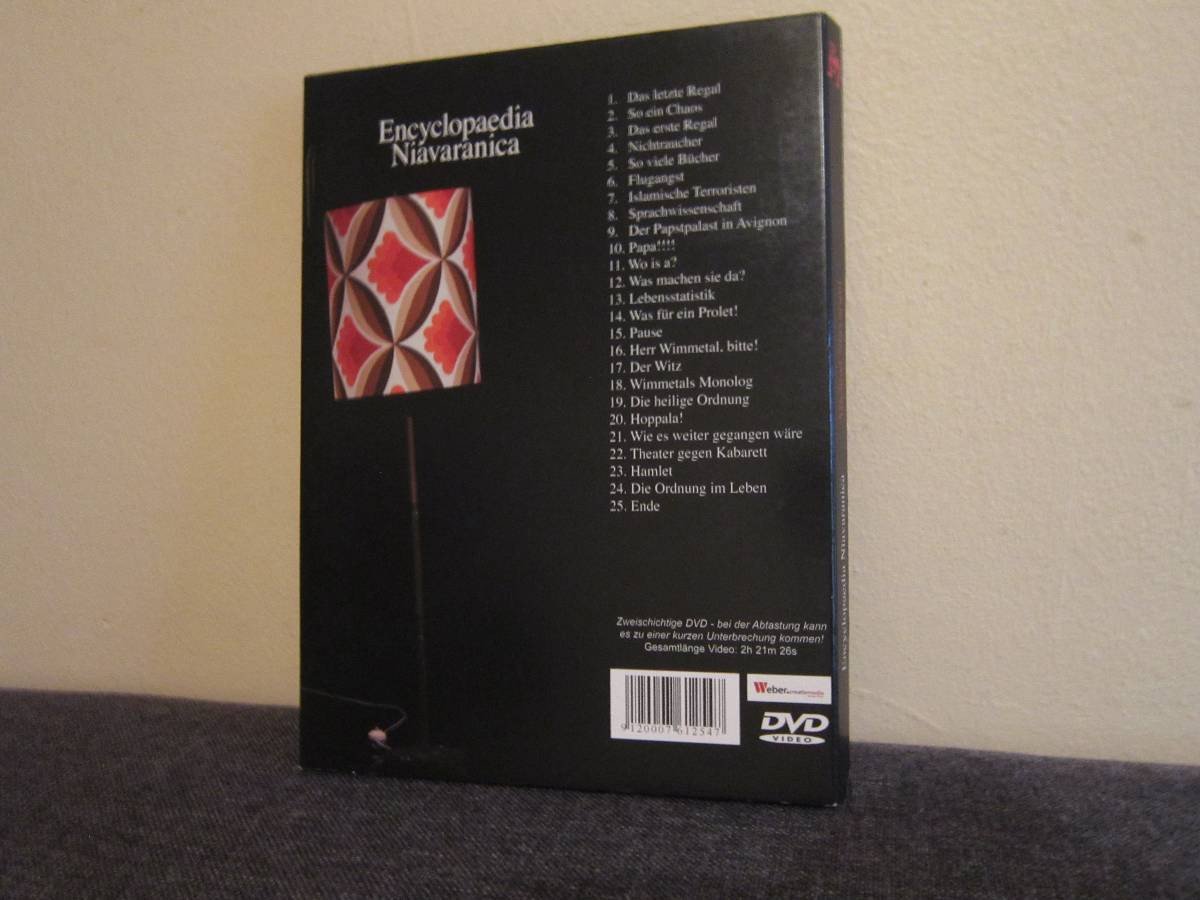 Encyclopaedia
Niavaranica
1. Das letzte Regal
2. So ein Chaos
3. Das erste Regal
4. Nichtraucher
5. So viele Bücher
6. Flugangst
7. Islamische Terroristen
8. Sprachwissenschaft
9. Der Papstpalast in Avignon
10. Papa!!!!
11. Wo is a?
12. Was machen sie da?
13. Lebensstatistik
14. Was für ein Prolet!
15. Pause
16. Herr Wimmetal, bitte!
17. Der Witz
18. Wimmetals Monolog
19. Die heilige Ordnung
20. Hoppala!
21. Wie es weiter gegangen wäre
22. Theater gegen Kabarett
23. Hamlet
24. Die Ordnung im Leben
25. Ende
Zweischichtige DVD - bei der Abtastung kann
es zu einer kurzen Unterbrechung kommen!
Gesamtlänge Video: 2h 21m 26s
9120007612547
Weber.creativmedia
DVD
VIDEO
Encyclopaedia Niavaranica